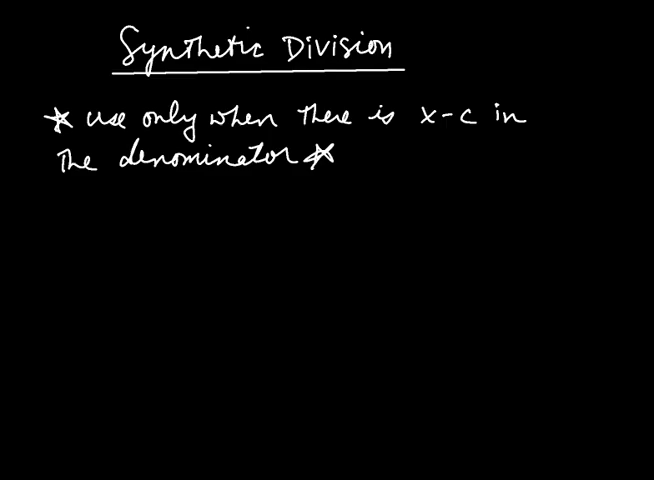 Synthetic Division
* use only when there is x-c in
the denominator *